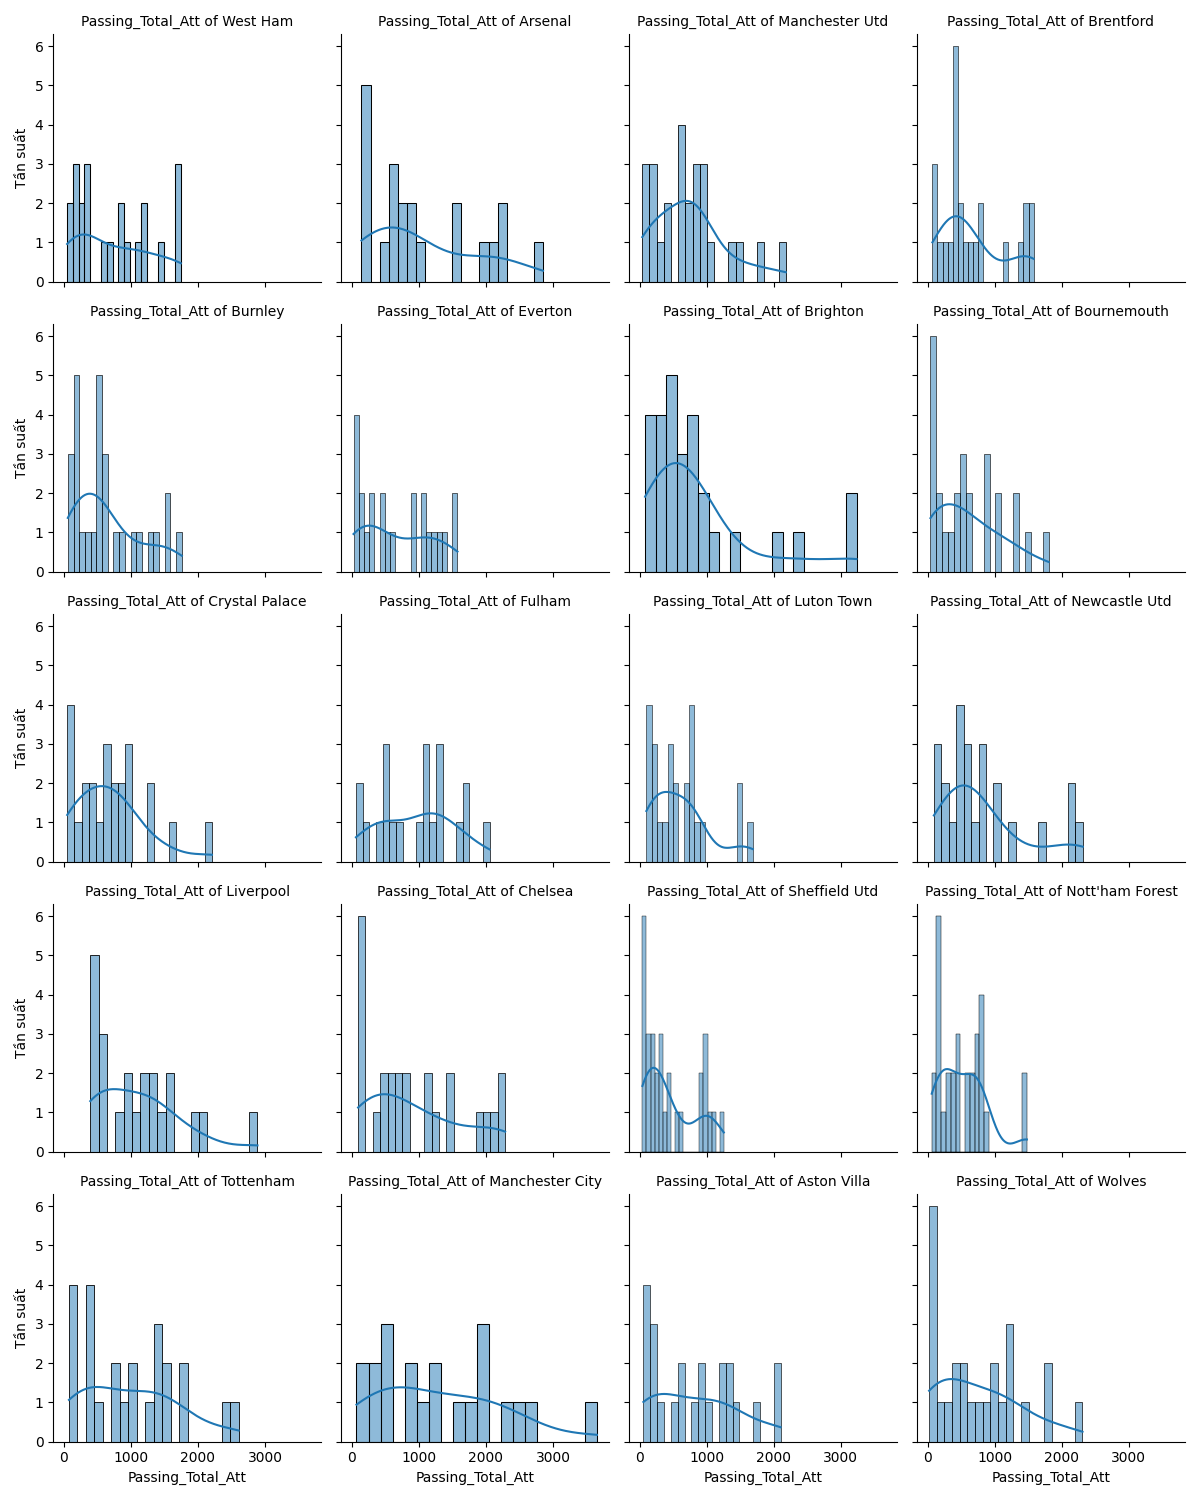 Passing_Total_Att of West Ham
Passing_Total_Att of Arsenal
Passing_Total_Att of Manchester Utd
Passing_Total_Att of Brentford
6
5
4
3
2
1
0
Tần suất
Passing_Total_Att of Burnley
Passing_Total_Att of Everton
Passing_Total_Att of Brighton
Passing_Total_Att of Bournemouth
6
5
4
3
2
1
0
Tần suất
Passing_Total_Att of Crystal Palace
Passing_Total_Att of Fulham
Passing_Total_Att of Luton Town
Passing_Total_Att of Newcastle Utd
6
5
4
3
2
1
0
Tần suất
Passing_Total_Att of Liverpool
Passing_Total_Att of Chelsea
Passing_Total_Att of Sheffield Utd
Passing_Total_Att of Nott'ham Forest
6
5
4
3
2
1
0
Tần suất
Passing_Total_Att of Tottenham
Passing_Total_Att of Manchester City
Passing_Total_Att of Aston Villa
Passing_Total_Att of Wolves
6
5
4
3
2
1
0
Tần suất
0 1000 2000 3000
0 1000 2000 3000
0 1000 2000 3000
0 1000 2000 3000
Passing_Total_Att
Passing_Total_Att
Passing_Total_Att
Passing_Total_Att